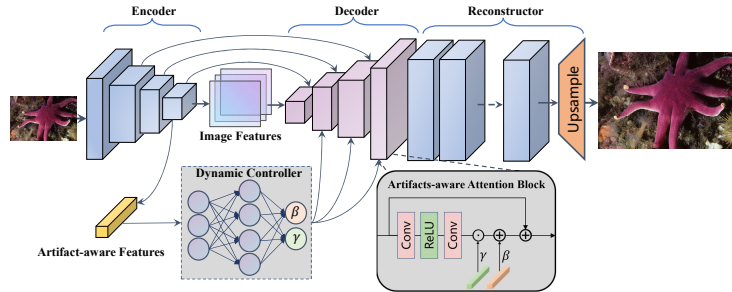 Encoder
Decoder
Reconstructor
Image Features
Upsample
Dynamic Controller
β
γ
Artifact-aware Features
Artifacts-aware Attention Block
Conv
ReLU
Conv
γ
β